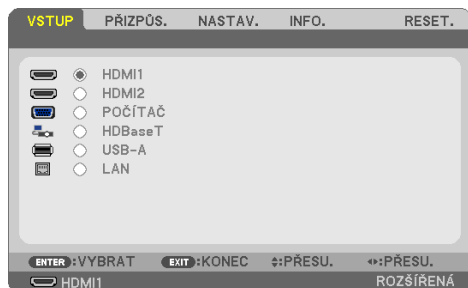 VSTUP PŘIZPŮS. NASTAV. INFO. RESET.
HDMI1
HDMI2
POČÍTAČ
HDBaseT
USB-A
LAN
ENTER:VYBRAT EXIT:KONEC :PŘESU. :PŘESU.
HDMI1 ROZŠÍŘENÁ